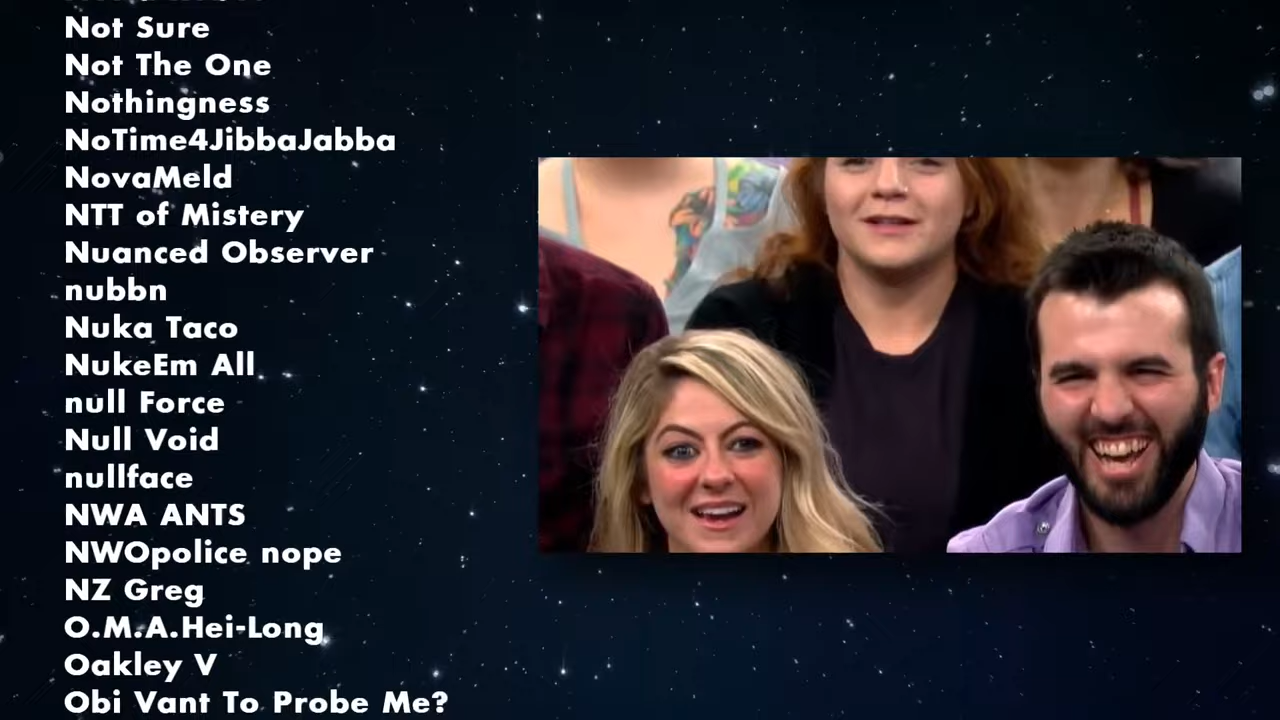 Not Sure
Not The One
Nothingness
NoTime4JibbaJabba
NovaMeld
NTT of Mistery
Nuanced Observer
nubbn
Nuka Taco
NukeEm All
null Force
Null Void
nullface
NWA ANTS
NWOpolice nope
NZ Greg
O.M.A.Hei-Long
Oakley V
Obi Vant To Probe Me?